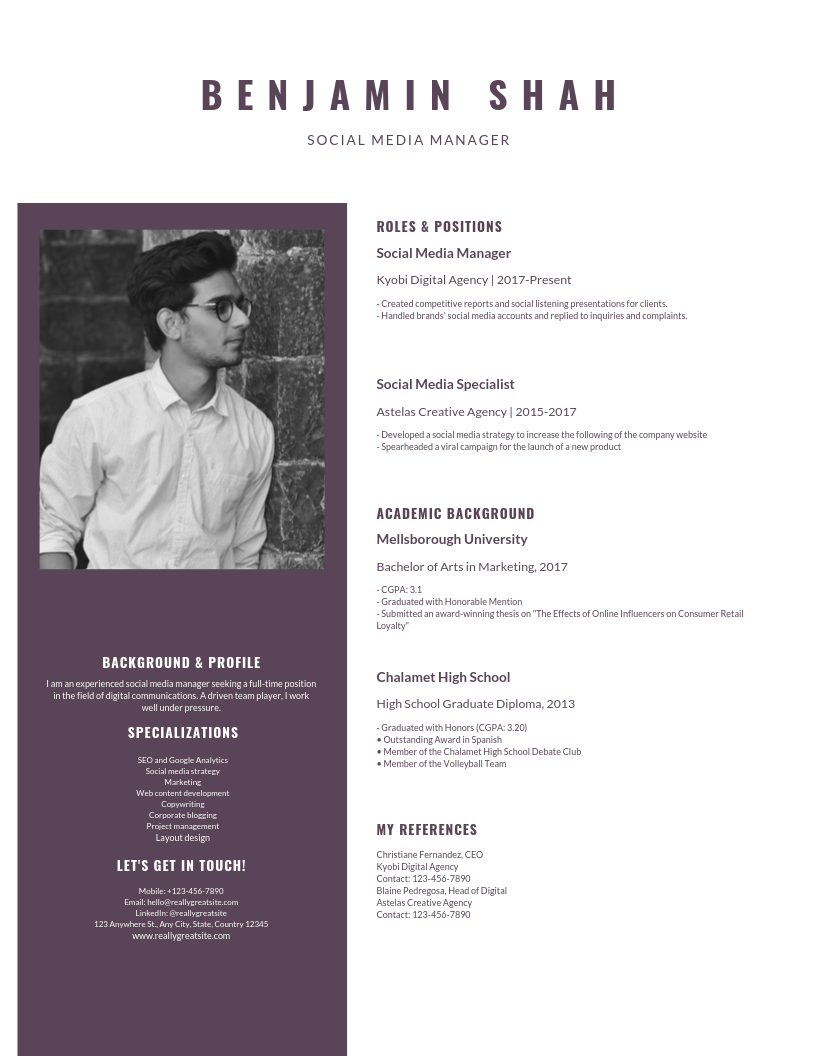 BENJAMIN SHAH
SOCIAL MEDIA MANAGER
BACKGROUND & PROFILE
I am an experienced social media manager seeking a full-time position
in the field of digital communications. A driven team player, I work
well under pressure.
SPECIALIZATIONS
SEO and Google Analytics
Social media strategy
Marketing
Web content development
Copywriting
Corporate blogging
Project management
Layout design
LET'S GET IN TOUCH!
Mobile: +123-456-7890
Email: hello@reallygreatsite.com
LinkedIn: @reallygreatsite
123 Anywhere St., Any City, State, Country 12345
www.reallygreatsite.com
ROLES & POSITIONS
Social Media Manager
Kyobi Digital Agency | 2017-Present
- Created competitive reports and social listening presentations for clients.
- Handled brands' social media accounts and replied to inquiries and complaints.
Social Media Specialist
Astelas Creative Agency | 2015-2017
- Developed a social media strategy to increase the following of the company website
- Spearheaded a viral campaign for the launch of a new product
ACADEMIC BACKGROUND
Mellsborough University
Bachelor of Arts in Marketing, 2017
- CGPA: 3.1
- Graduated with Honorable Mention
- Submitted an award-winning thesis on "The Effects of Online Influencers on Consumer Retail
Loyalty"
Chalamet High School
High School Graduate Diploma, 2013
- Graduated with Honors (CGPA: 3.20)
• Outstanding Award in Spanish
• Member of the Chalamet High School Debate Club
• Member of the Volleyball Team
MY REFERENCES
Christiane Fernandez, CEO
Kyobi Digital Agency
Contact: 123-456-7890
Blaine Pedregosa, Head of Digital
Astelas Creative Agency
Contact: 123-456-7890